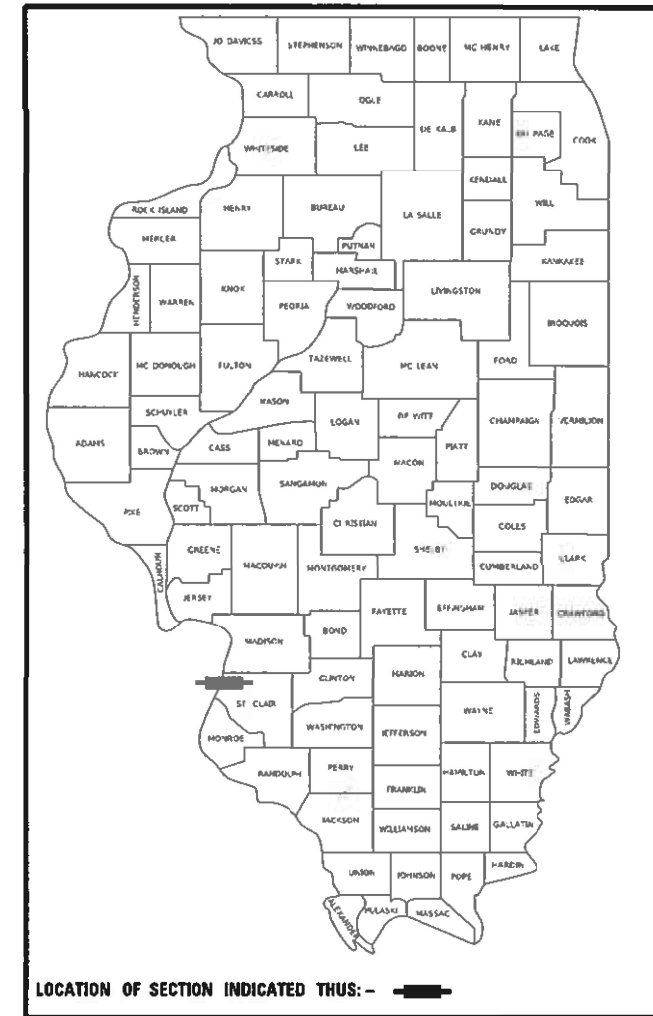 JO DAVIESS STEPHENSON WINNEBAGO BOONE MC HENRY LAKE
CARROLL OGLE DE KALB KANE DU PAGE COOK
WHITESIDE LEE
KENDALL WILL
ROCK ISLAND HENRY BUREAU LA SALLE GRUNDY
MERCER PUTNAM KANKAKEE
STARK MARSHALL LIVINGSTON
HENDERSON WARREN KNOX PEORIA WOODFORD IROQUOIS
HANCOCK MC DONOUGH FULTON TAZEWELL MC LEAN FORD
MASON
SCHUYLER LOGAN DE WITT CHAMPAIGN VERMILION
ADAMS BROWN CASS MENARD PIATT
MACON
PIKE SCOTT MORGAN SANGAMON MOULTRIE DOUGLAS EDGAR
CHRISTIAN COLES
GREENE SHELBY CLARK
CALHOUN MACOUPIN MONTGOMERY CUMBERLAND
JERSEY FAYETTE EFFINGHAM JASPER CRAWFORD
MADISON BOND
CLAY RICHLAND LAWRENCE
CLINTON MARION
ST. CLAIR WAYNE EDWARDS WABASH
MONROE WASHINGTON JEFFERSON
RANDOLPH PERRY HAMILTON WHITE
FRANKLIN
JACKSON WILLIAMSON SALINE GALLATIN
UNION JOHNSON POPE HARDIN
ALEXANDER PULASKI MASSAC
LOCATION OF SECTION INDICATED THUS: -